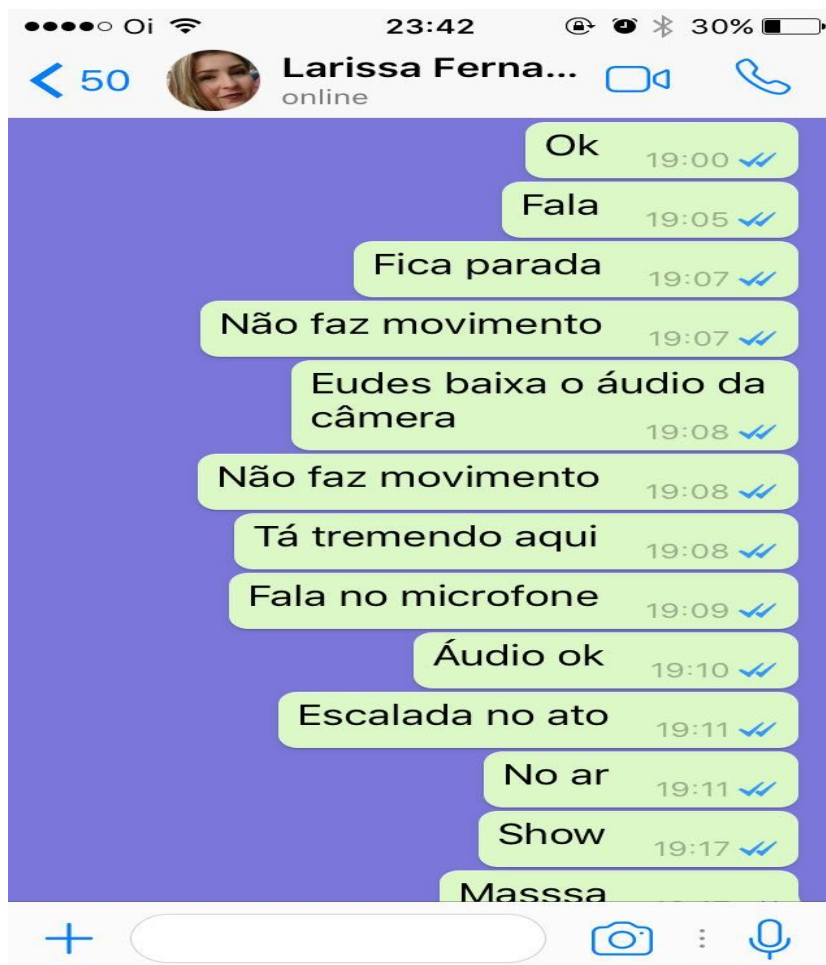 Oi 23:42 30%
50 Larissa Ferna...
online
Ok 19:00
Fala 19:05
Fica parada 19:07
Não faz movimento 19:07
Eudes baixa o áudio da
câmera 19:08
Não faz movimento 19:08
Tá tremendo aqui 19:08
Fala no microfone 19:09
Áudio ok 19:10
Escalada no ato 19:11
No ar 19:11
Show 19:17
Masssa